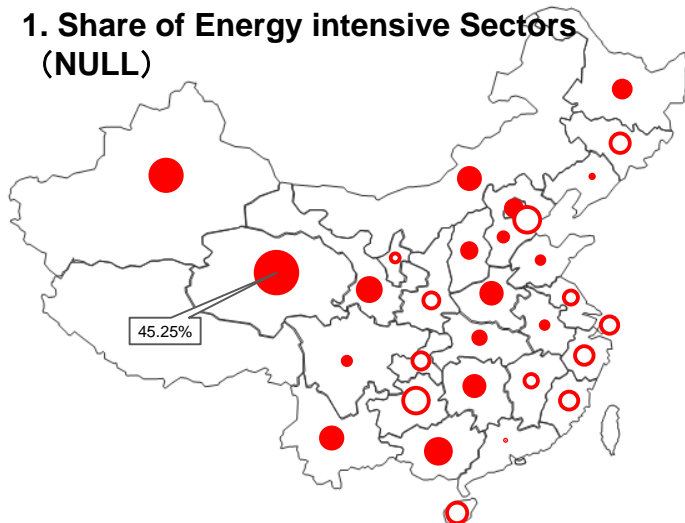 1. Share of Energy intensive Sectors
（NULL）
45.25%